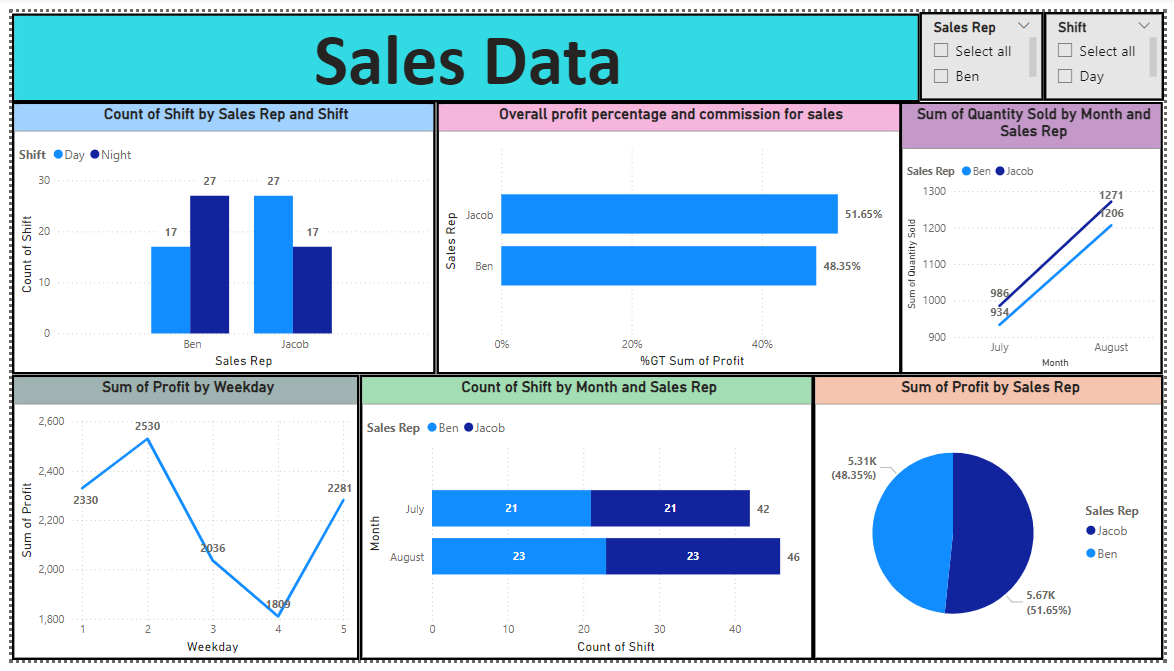 Sales Data
Sales Rep
Select all
Ben
Shift
Select all
Day
Count of Shift by Sales Rep and Shift
Shift Day Night
Count of Shift
30
20
10
0
17
27
27
17
Ben
Jacob
Sales Rep
Overall profit percentage and commission for sales
Sales Rep
Jacob
51.65%
Ben
48.35%
0%
20%
40%
%GT Sum of Profit
Sum of Quantity Sold by Month and
Sales Rep
Sales Rep Ben Jacob
Sum of Quantity Sold
1300
1200
1100
1000
900
1271
1206
986
934
July
August
Month
Sum of Profit by Weekday
Sum of Profit
2,600
2,400
2,200
2,000
1,800
2330
2530
2036
1809
2281
1
2
3
4
5
Weekday
Count of Shift by Month and Sales Rep
Sales Rep Ben Jacob
Month
July
21
21
42
August
23
23
46
0
10
20
30
40
Count of Shift
Sum of Profit by Sales Rep
5.31K
(48.35%)
5.67K
(51.65%)
Sales Rep
Jacob
Ben